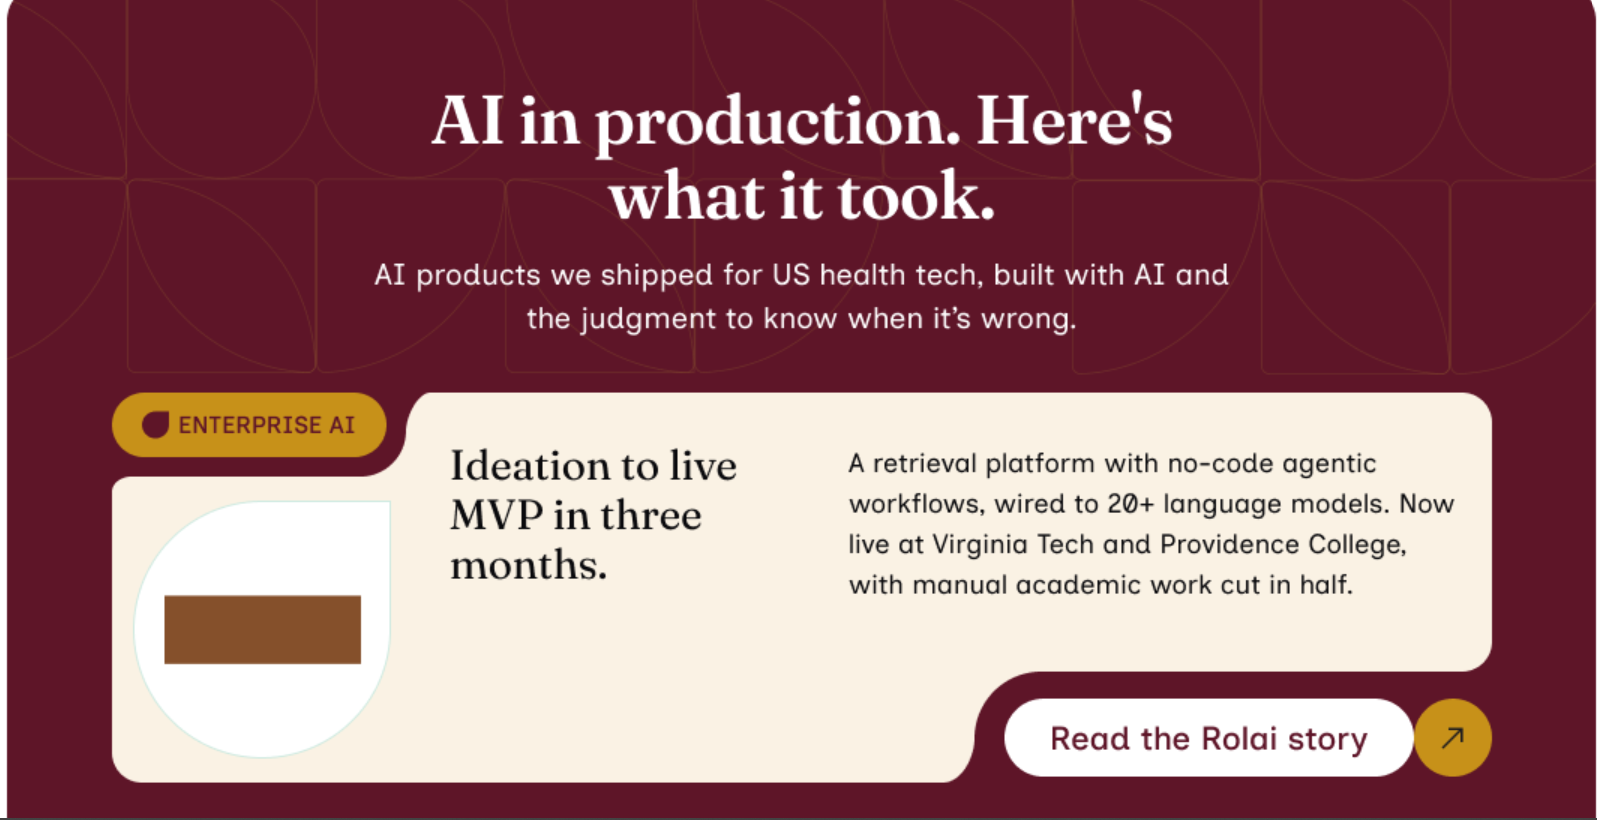 AI in production. Here's
what it took.
AI products we shipped for US health tech, built with AI and
the judgment to know when it’s wrong.
ENTERPRISE AI
Ideation to live
MVP in three
months.
A retrieval platform with no-code agentic
workflows, wired to 20+ language models. Now
live at Virginia Tech and Providence College,
with manual academic work cut in half.
Read the Rolai story